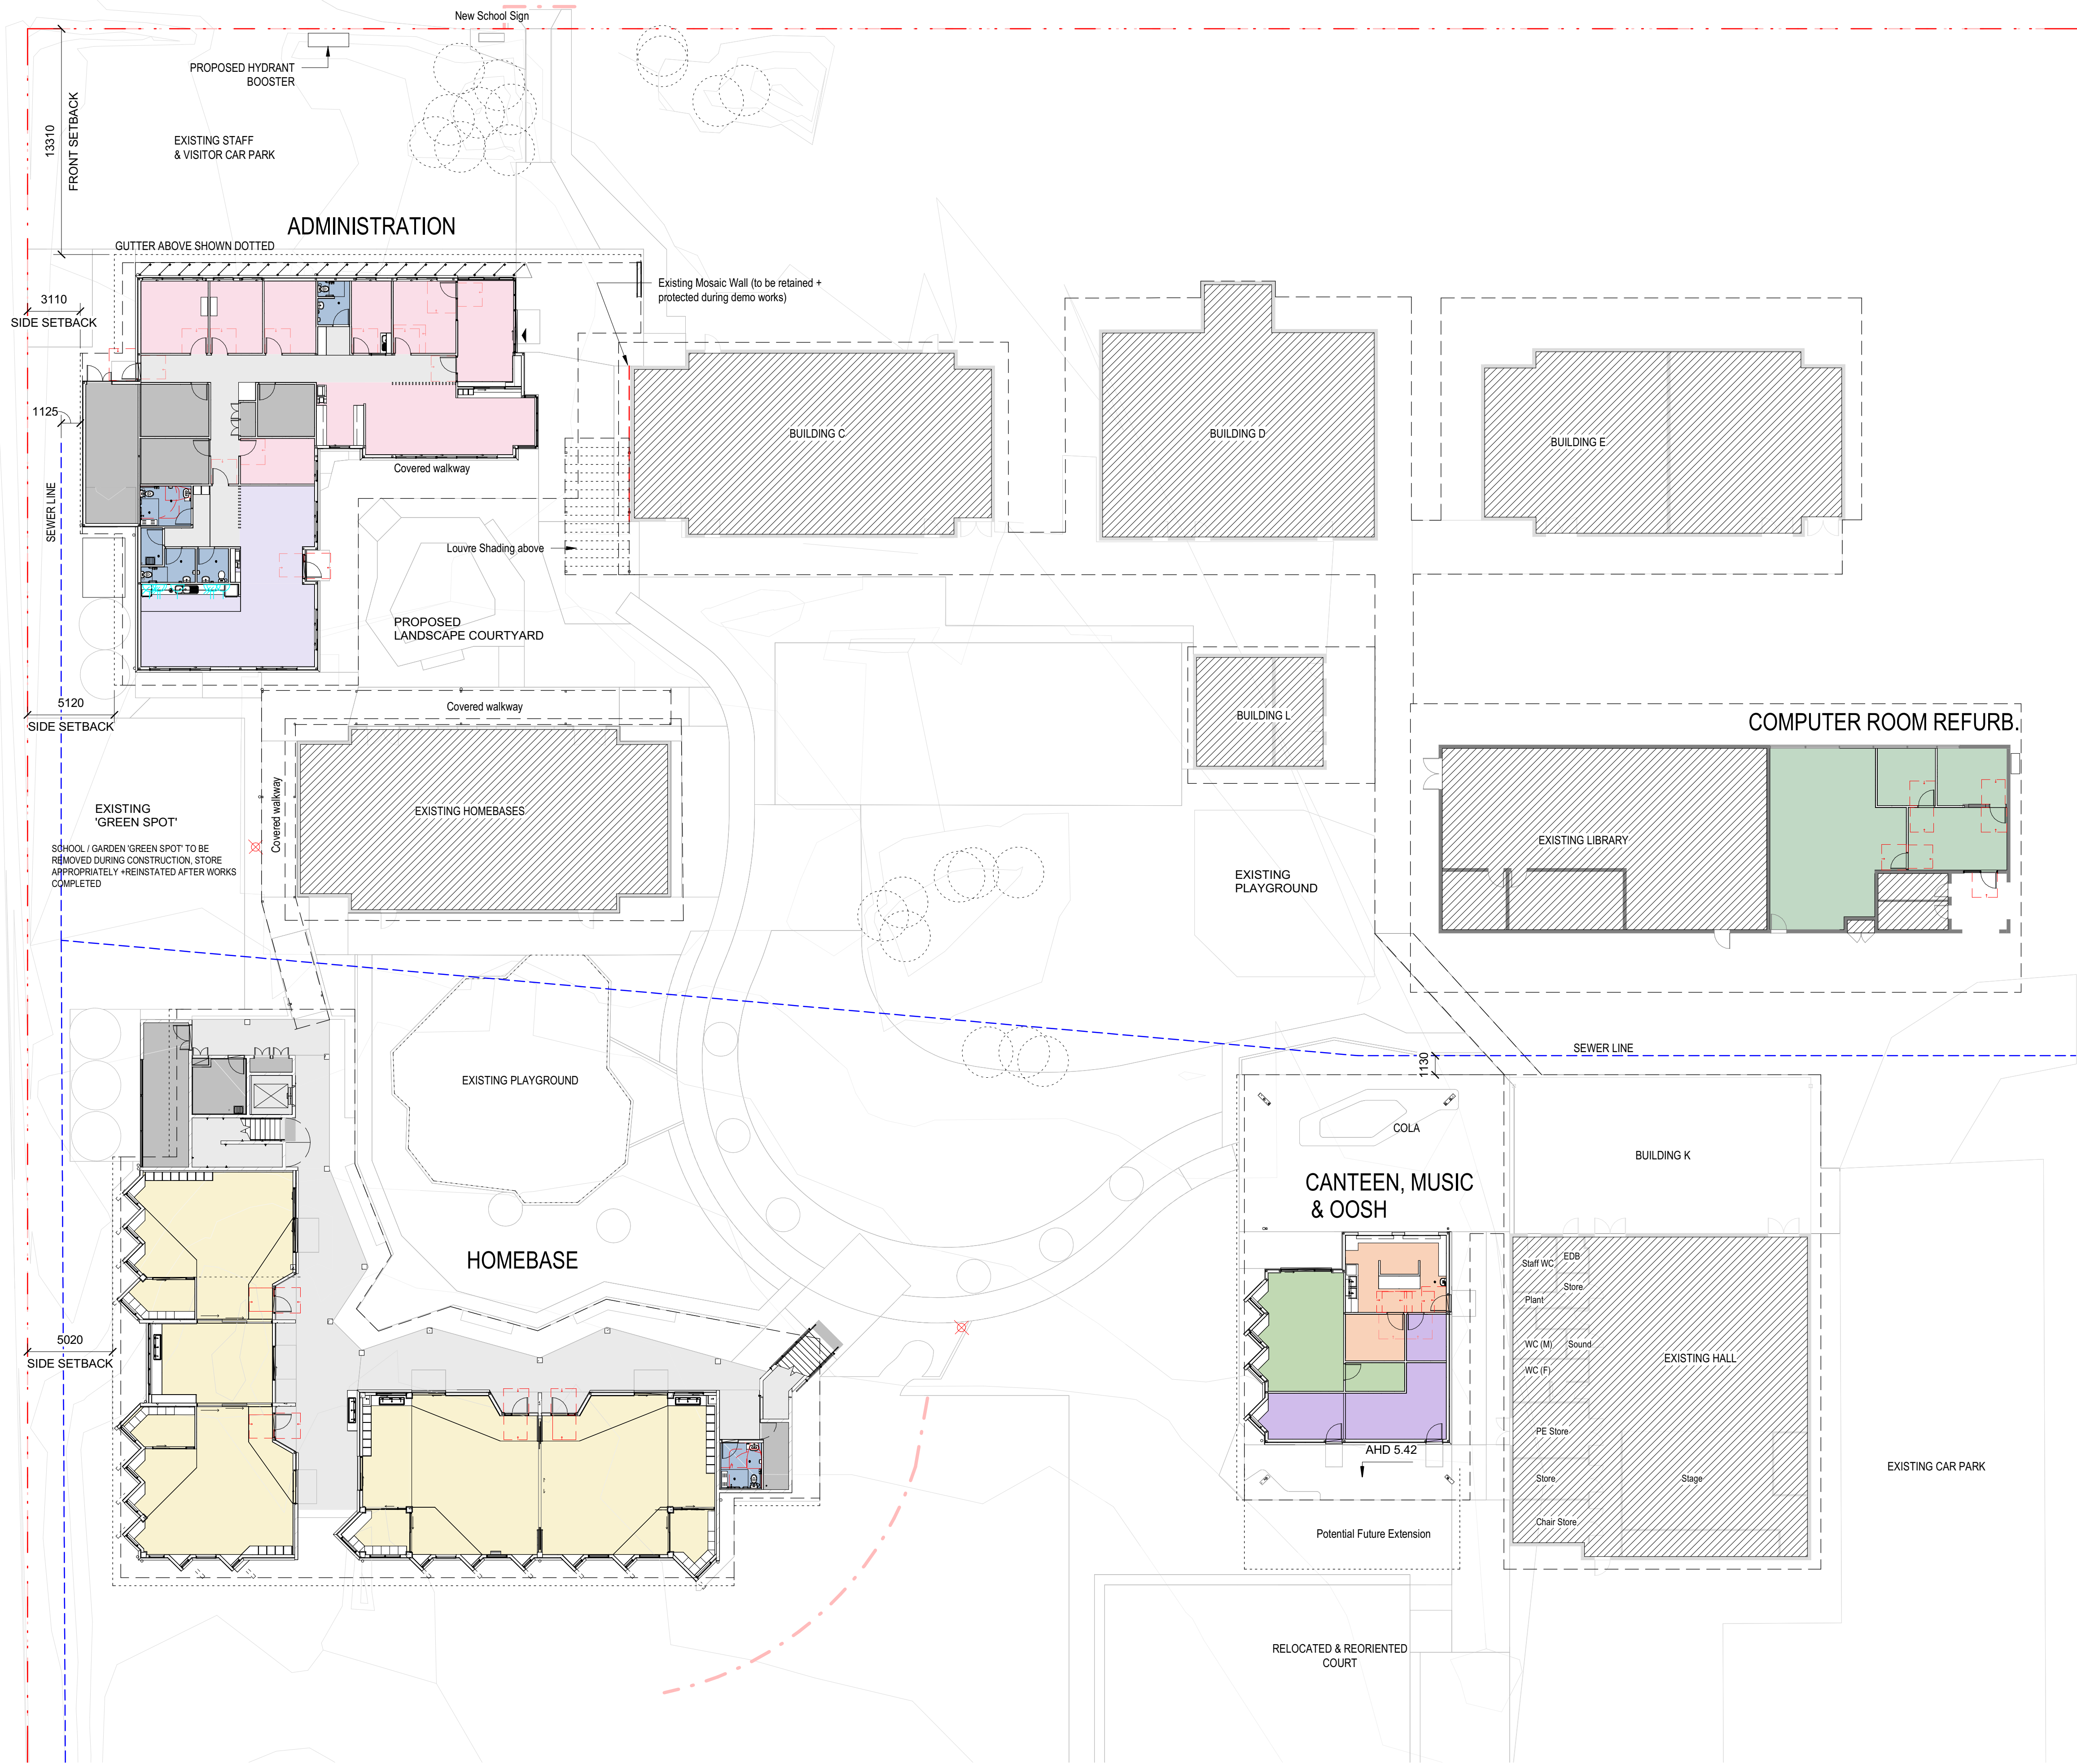 New School Sign
PROPOSED HYDRANT
BOOSTER
13310
FRONT SETBACK
EXISTING STAFF
& VISITOR CAR PARK
ADMINISTRATION
GUTTER ABOVE SHOWN DOTTED
3110
SIDE SETBACK
Existing Mosaic Wall (to be retained +
protected during demo works)
1125
SEWER LINE
Covered walkway
BUILDING C
BUILDING D
BUILDING E
Louvre Shading above
PROPOSED
LANDSCAPE COURTYARD
5120
SIDE SETBACK
Covered walkway
BUILDING L
COMPUTER ROOM REFURB.
Covered walkway
EXISTING
'GREEN SPOT'
EXISTING HOMEBASES
SCHOOL / GARDEN 'GREEN SPOT' TO BE
REMOVED DURING CONSTRUCTION, STORE
APPROPRIATELY +REINSTATED AFTER WORKS
COMPLETED
EXISTING LIBRARY
EXISTING
PLAYGROUND
SEWER LINE
1130
EXISTING PLAYGROUND
COLA
BUILDING K
CANTEEN, MUSIC
& OOSH
HOMEBASE
EDB
Staff WC
Store
Plant
5020
SIDE SETBACK
WC (M)
Sound
WC (F)
EXISTING HALL
PE Store
AHD 5.42
Store
Stage
EXISTING CAR PARK
Chair Store
Potential Future Extension
RELOCATED & REORIENTED
COURT